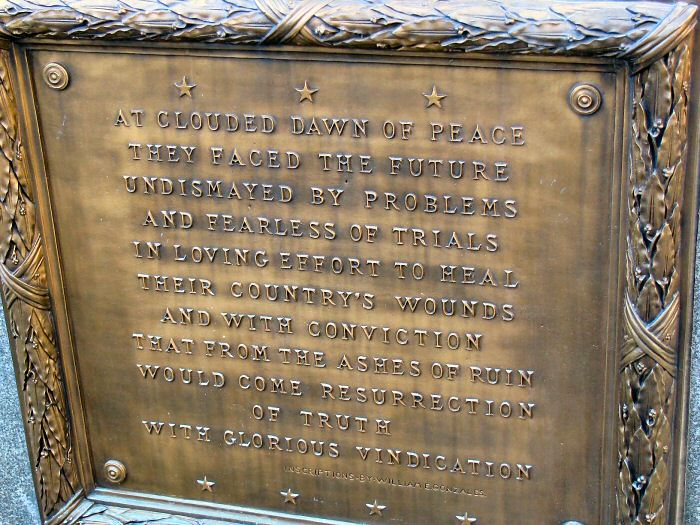 AT CLOUDED DAWN OF PEACE
THEY FACED THE FUTURE
UNDISMAYED BY PROBLEMS
AND FEARLESS OF TRIALS
IN LOVING EFFORT TO HEAL
THEIR COUNTRY'S WOUNDS
AND WITH CONVICTION
THAT FROM THE ASHES OF RUIN
WOULD COME RESURRECTION
OF TRUTH
WITH GLORIOUS VINDICATION
INSCRIPTIONS·BY·WILLIAM E. GONZALES.